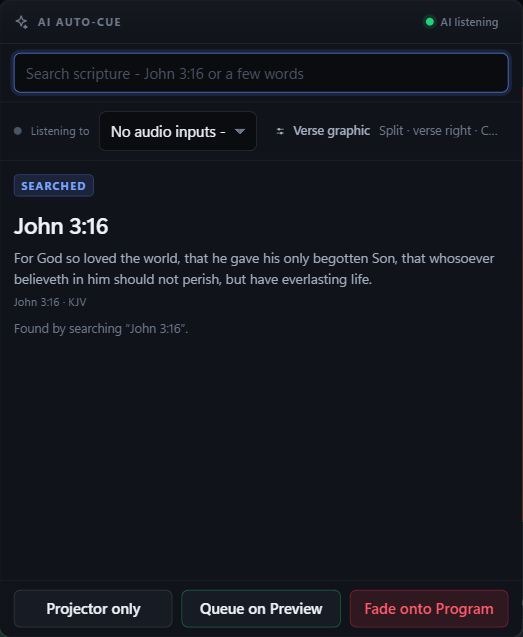 AI AUTO-CUE
AI listening
Search scripture - John 3:16 or a few words
Listening to
No audio inputs -
Verse graphic Split · verse right · C...
SEARCHED
John 3:16
For God so loved the world, that he gave his only begotten Son, that whosoever
believeth in him should not perish, but have everlasting life.
John 3:16 · KJV
Found by searching “John 3:16”.
Projector only
Queue on Preview
Fade onto Program